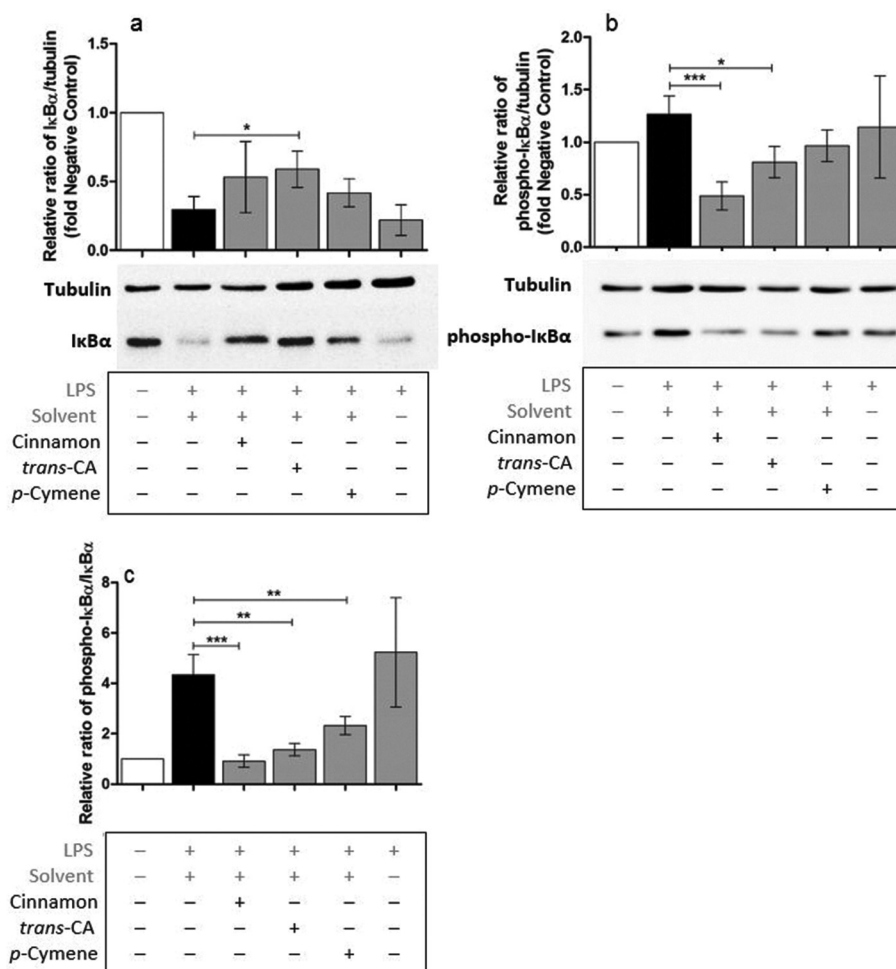 a
Relative ratio of IκBα/tubulin
(fold Negative Control)
1.5
1.0
0.5
0.0
*
Tubulin
IκBα
LPS − + + + + +
Solvent − + + + + −
Cinnamon − − + − − −
trans-CA − − − + − −
p-Cymene − − − − + −
b
Relative ratio of
phospho-IκBα/tubulin
(fold Negative Control)
2.0
1.5
1.0
0.5
0.0
*
***
Tubulin
phospho-IκBα
LPS − + + + + +
Solvent − + + + + −
Cinnamon − − + − − −
trans-CA − − − + − −
p-Cymene − − − − + −
c
Relative ratio of phospho-IκBα/IκBα
8
6
4
2
0
**
**
***
LPS − + + + + +
Solvent − + + + + −
Cinnamon − − + − − −
trans-CA − − − + − −
p-Cymene − − − − + −